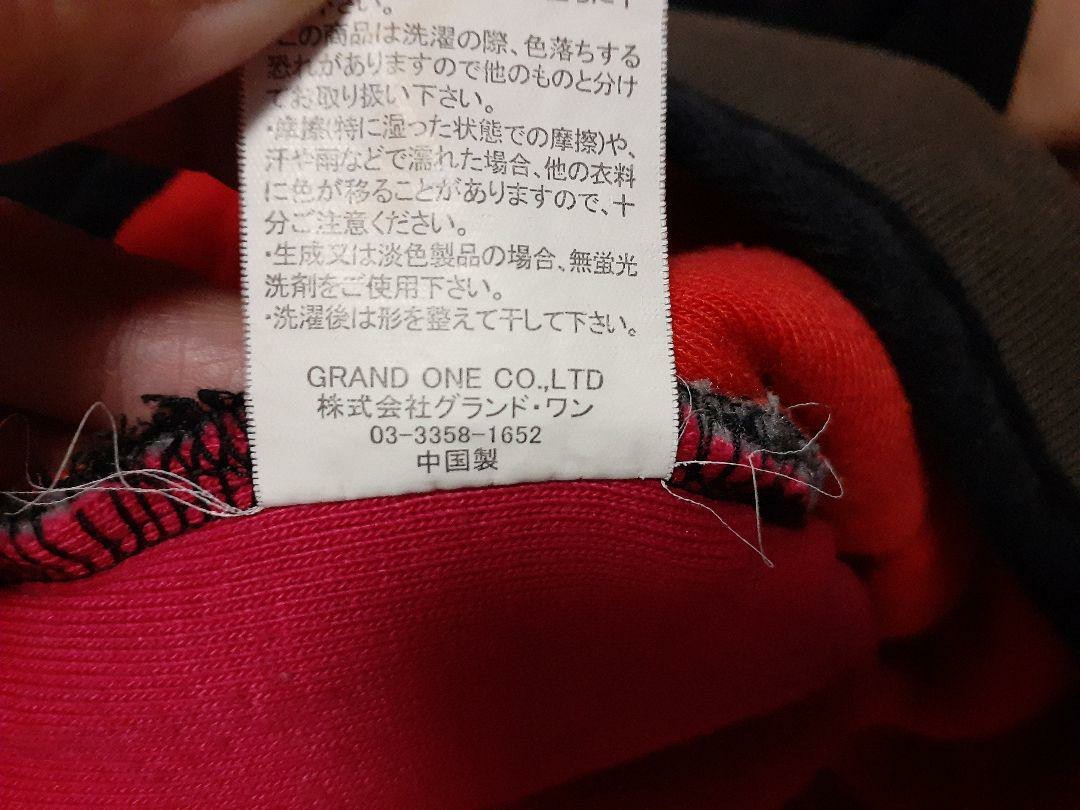 さい。
この商品は洗濯の際、色落ちする
恐れがありますので他のものと分け
てお取り扱い下さい。
・摩擦(特に湿った状態での摩擦)や、
汗や雨などで濡れた場合、他の衣料
に色が移ることがありますので、十
分ご注意ください。
・生成又は淡色製品の場合、無蛍光
洗剤をご使用下さい。
・洗濯後は形を整えて干して下さい。
GRAND ONE CO.,LTD
株式会社グランド・ワン
03-3358-1652
中国製